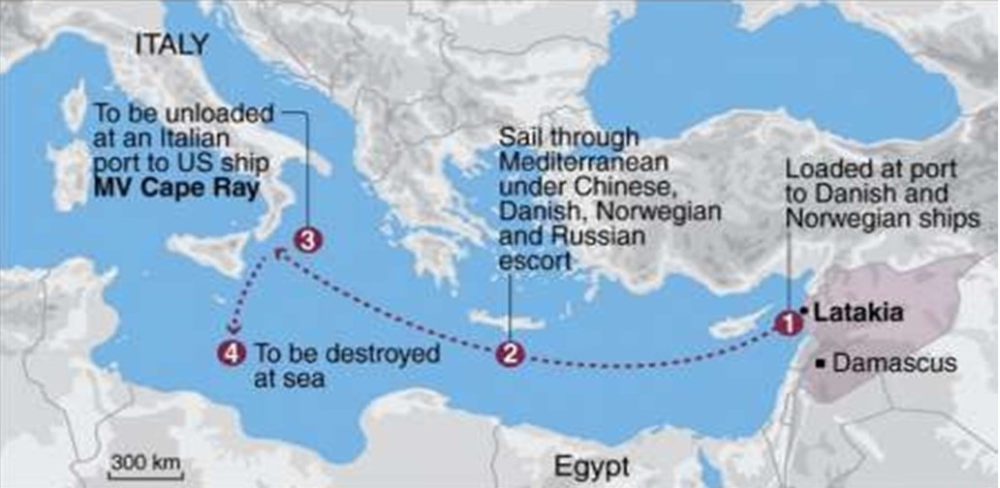 ITALY
To be unloaded
at an Italian
port to US ship
MV Cape Ray
3
Sail through
Mediterranean
under Chinese,
Danish, Norwegian
and Russian
escort
2
Loaded at port
to Danish and
Norwegian ships
1
Latakia
Damascus
4
To be destroyed
at sea
300 km
Egypt